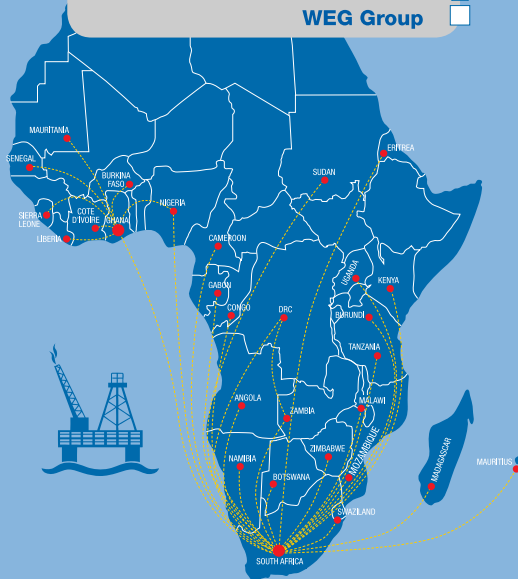 WEG Group
MAURITANIA
SENEGAL
ERITREA
BURKINA
FASO
SUDAN
NIGERIA
SIERRA
LEONE
COTE
D'IVOIRE
GHANA
LIBERIA
CAMEROON
UGANDA
KENYA
GABON
CONGO
DRC
BURUNDI
TANZANIA
ANGOLA
ZAMBIA
MALAWI
NAMIBIA
ZIMBABWE
MOZAMBIQUE
MADAGASCAR
MAURITIUS
BOTSWANA
SWAZILAND
SOUTH AFRICA